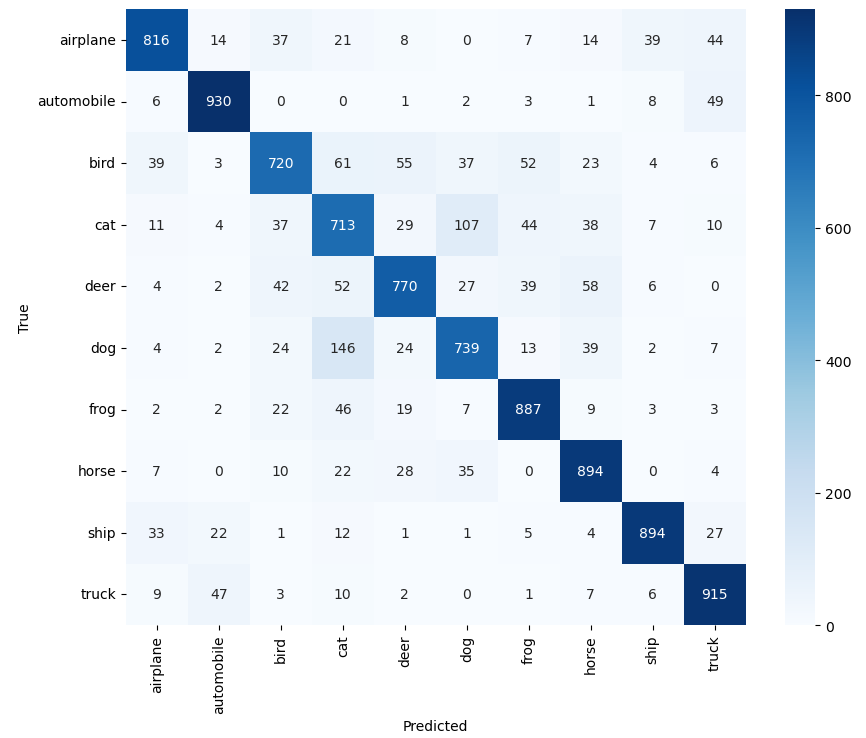 airplane 816 14 37 21 8 0 7 14 39 44
automobile 6 930 0 0 1 2 3 1 8 49
800
bird 39 3 720 61 55 37 52 23 4 6
cat 11 4 37 713 29 107 44 38 7 10
600
deer 4 2 42 52 770 27 39 58 6 0
True
dog 4 2 24 146 24 739 13 39 2 7
400
frog 2 2 22 46 19 7 887 9 3 3
horse 7 0 10 22 28 35 0 894 0 4
200
ship 33 22 1 12 1 1 5 4 894 27
truck 9 47 3 10 2 0 1 7 6 915
0
airplane automobile bird cat deer dog frog horse ship truck
Predicted